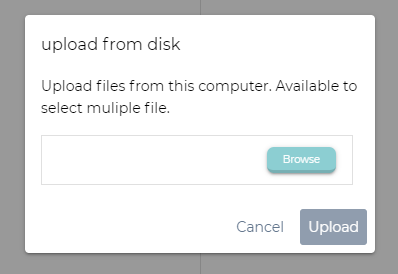 upload from disk
Upload files from this computer. Available to
select muliple file.
Browse
Cancel Upload